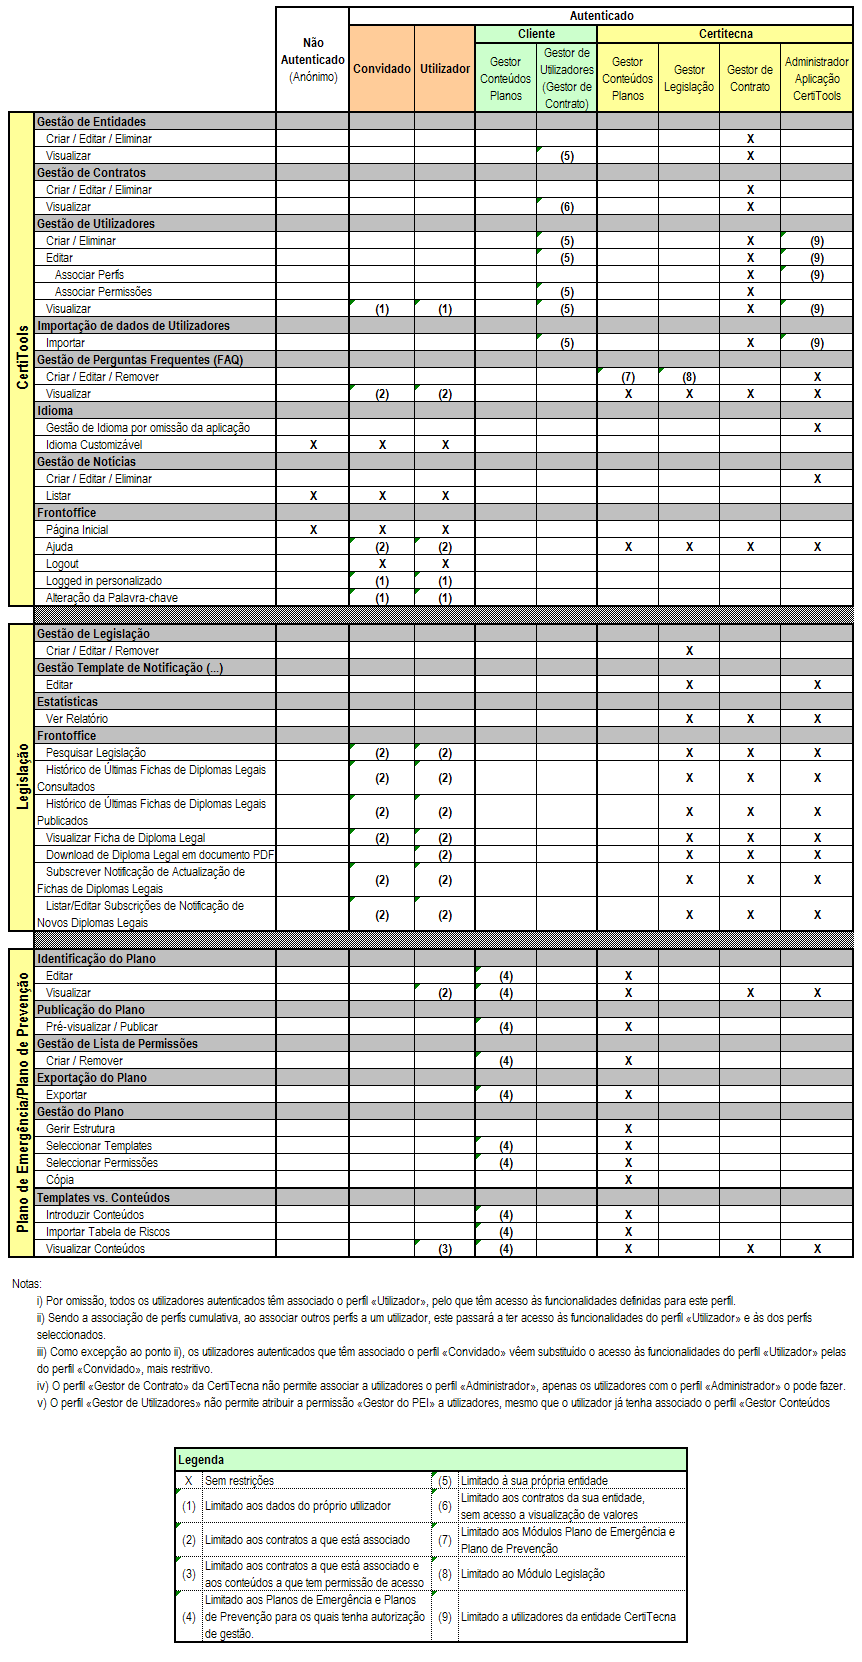 Autenticado
Não
Autenticado
(Anónimo)
Convidado
Utilizador
Cliente
Certitecna
Gestor
Conteúdos
Planos
Gestor de
Utilizadores
(Gestor de
Contrato)
Gestor
Conteúdos
Planos
Gestor
Legislação
Gestor de
Contrato
Administrador
Aplicação
CertiTools
CertiTools
Gestão de Entidades
Criar / Editar / Eliminar X
Visualizar (5) X
Gestão de Contratos
Criar / Editar / Eliminar X
Visualizar (6) X
Gestão de Utilizadores
Criar / Eliminar (5) X (9)
Editar (5) X (9)
Associar Perfis X (9)
Associar Permissões (5) X
Visualizar (1) (1) (5) X (9)
Importação de dados de Utilizadores
Importar (5) X (9)
Gestão de Perguntas Frequentes (FAQ)
Criar / Editar / Remover (7) (8) X
Visualizar (2) (2) X X X X
Idioma
Gestão de Idioma por omissão da aplicação X
Idioma Customizável X X X
Gestão de Notícias
Criar / Editar / Eliminar X
Listar X X X
Frontoffice
Página Inicial X X X
Ajuda (2) (2) X X X X
Logout X X
Logged in personalizado (1) (1)
Alteração da Palavra-chave (1) (1)
Legislação
Gestão de Legislação
Criar / Editar / Remover X
Gestão Template de Notificação (...)
Editar X X
Estatísticas
Ver Relatório X X X
Frontoffice
Pesquisar Legislação (2) (2) X X X
Histórico de Últimas Fichas de Diplomas Legais
Consultados (2) (2) X X X
Histórico de Últimas Fichas de Diplomas Legais
Publicados (2) (2) X X X
Visualizar Ficha de Diploma Legal (2) (2) X X X
Download de Diploma Legal em documento PDF (2) X X X
Subscrever Notificação de Actualização de
Fichas de Diplomas Legais (2) (2) X X X
Listar/Editar Subscrições de Notificação de
Novos Diplomas Legais (2) (2) X X X
Plano de Emergência/Plano de Prevenção
Identificação do Plano
Editar (4) X
Visualizar (2) (4) X X X
Publicação do Plano
Pré-visualizar / Publicar (4) X
Gestão de Lista de Permissões
Criar / Remover (4) X
Exportação do Plano
Exportar (4) X
Gestão do Plano
Gerir Estrutura X
Seleccionar Templates (4) X
Seleccionar Permissões (4) X
Cópia X
Templates vs. Conteúdos
Introduzir Conteúdos (4) X
Importar Tabela de Riscos (4) X
Visualizar Conteúdos (3) (4) X X X
Notas:
i) Por omissão, todos os utilizadores autenticados têm associado o perfil «Utilizador», pelo que têm acesso às funcionalidades definidas para este perfil.
ii) Sendo a associação de perfis cumulativa, ao associar outros perfis a um utilizador, este passará a ter acesso às funcionalidades do perfil «Utilizador» e às dos perfis
seleccionados.
iii) Como excepção ao ponto ii), os utilizadores autenticados que têm associado o perfil «Convidado» vêem substituído o acesso às funcionalidades do perfil «Utilizador» pelas
do perfil «Convidado», mais restritivo.
iv) O perfil «Gestor de Contrato» da CertiTecna não permite associar a utilizadores o perfil «Administrador», apenas os utilizadores com o perfil «Administrador» o pode fazer.
v) O perfil «Gestor de Utilizadores» não permite atribuir a permissão «Gestor do PEI» a utilizadores, mesmo que o utilizador já tenha associado o perfil «Gestor Conteúdos
Legenda
X Sem restrições
(1) Limitado aos dados do próprio utilizador
(2) Limitado aos contratos a que está associado
(3) Limitado aos contratos a que está associado e
aos conteúdos a que tem permissão de acesso
(4) Limitado aos Planos de Emergência e Planos
de Prevenção para os quais tenha autorização
de gestão.
(5) Limitado à sua própria entidade
(6) Limitado aos contratos da sua entidade,
sem acesso a visualização de valores
(7) Limitado aos Módulos Plano de Emergência e
Plano de Prevenção
(8) Limitado ao Módulo Legislação
(9) Limitado a utilizadores da entidade CertiTecna